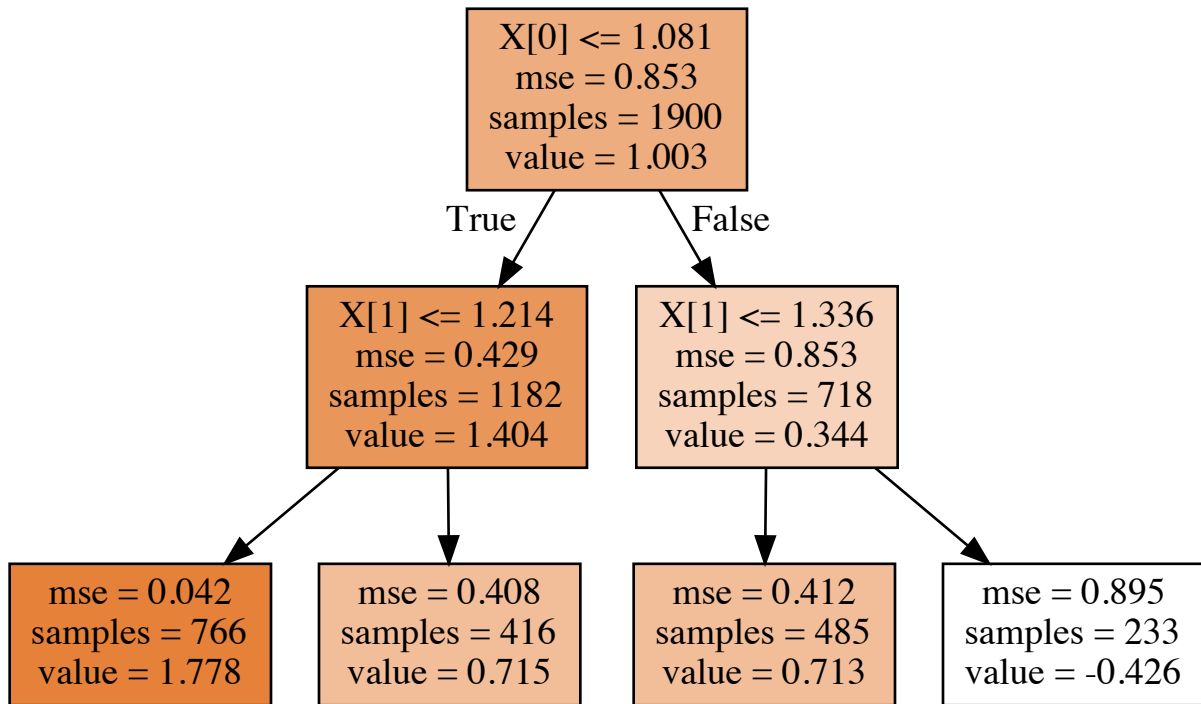 X[0] <= 1.081
mse = 0.853
samples = 1900
value = 1.003
True
False
X[1] <= 1.214
mse = 0.429
samples = 1182
value = 1.404
X[1] <= 1.336
mse = 0.853
samples = 718
value = 0.344
mse = 0.042
samples = 766
value = 1.778
mse = 0.408
samples = 416
value = 0.715
mse = 0.412
samples = 485
value = 0.713
mse = 0.895
samples = 233
value = -0.426